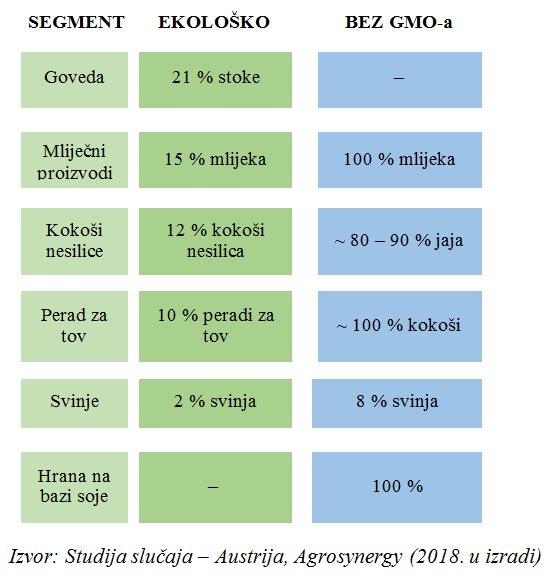 SEGMENT EKOLOŠKO BEZ GMO-a
Goveda 21 % stoke –
Mliječni
proizvodi
15 % mlijeka
100 % mlijeka
Kokoši
nesilice
12 % kokoši
nesilica
~ 80 – 90 % jaja
Perad za
tov
10 % peradi za
tov
~ 100 % kokoši
Svinje 2 % svinja 8 % svinja
Hrana na
bazi soje
–
100 %
Izvor: Studija slučaja – Austrija, Agrosynergy (2018. u izradi)